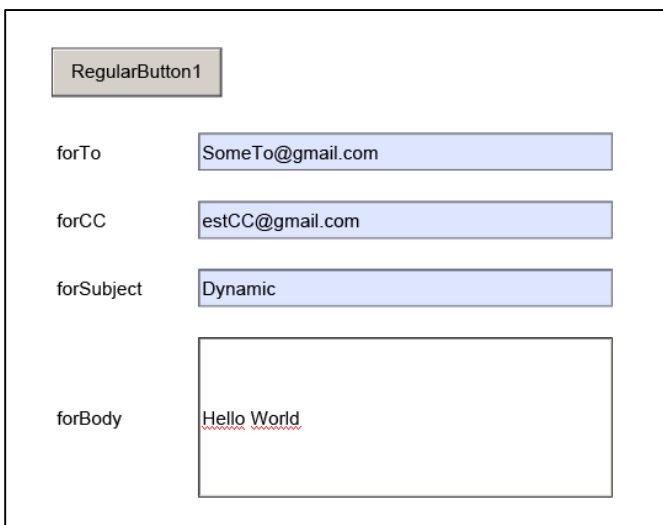 RegularButton1
forTo SomeTo@gmail.com
forCC estCC@gmail.com
forSubject Dynamic
forBody Hello World